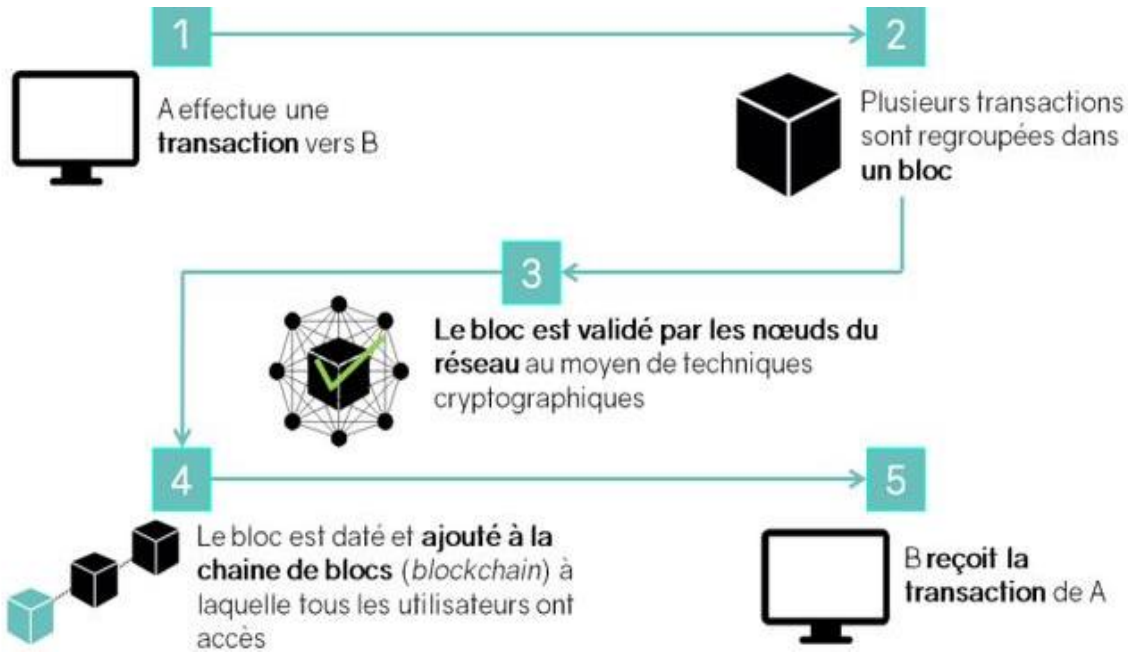 1
A effectue une
transaction vers B
2
Plusieurs transactions
sont regroupées dans
un bloc
3
Le bloc est validé par les nœuds du
réseau au moyen de techniques
cryptographiques
4
Le bloc est daté et ajouté à la
chaine de blocs (blockchain) à
laquelle tous les utilisateurs ont
accès
5
B reçoit la
transaction de A